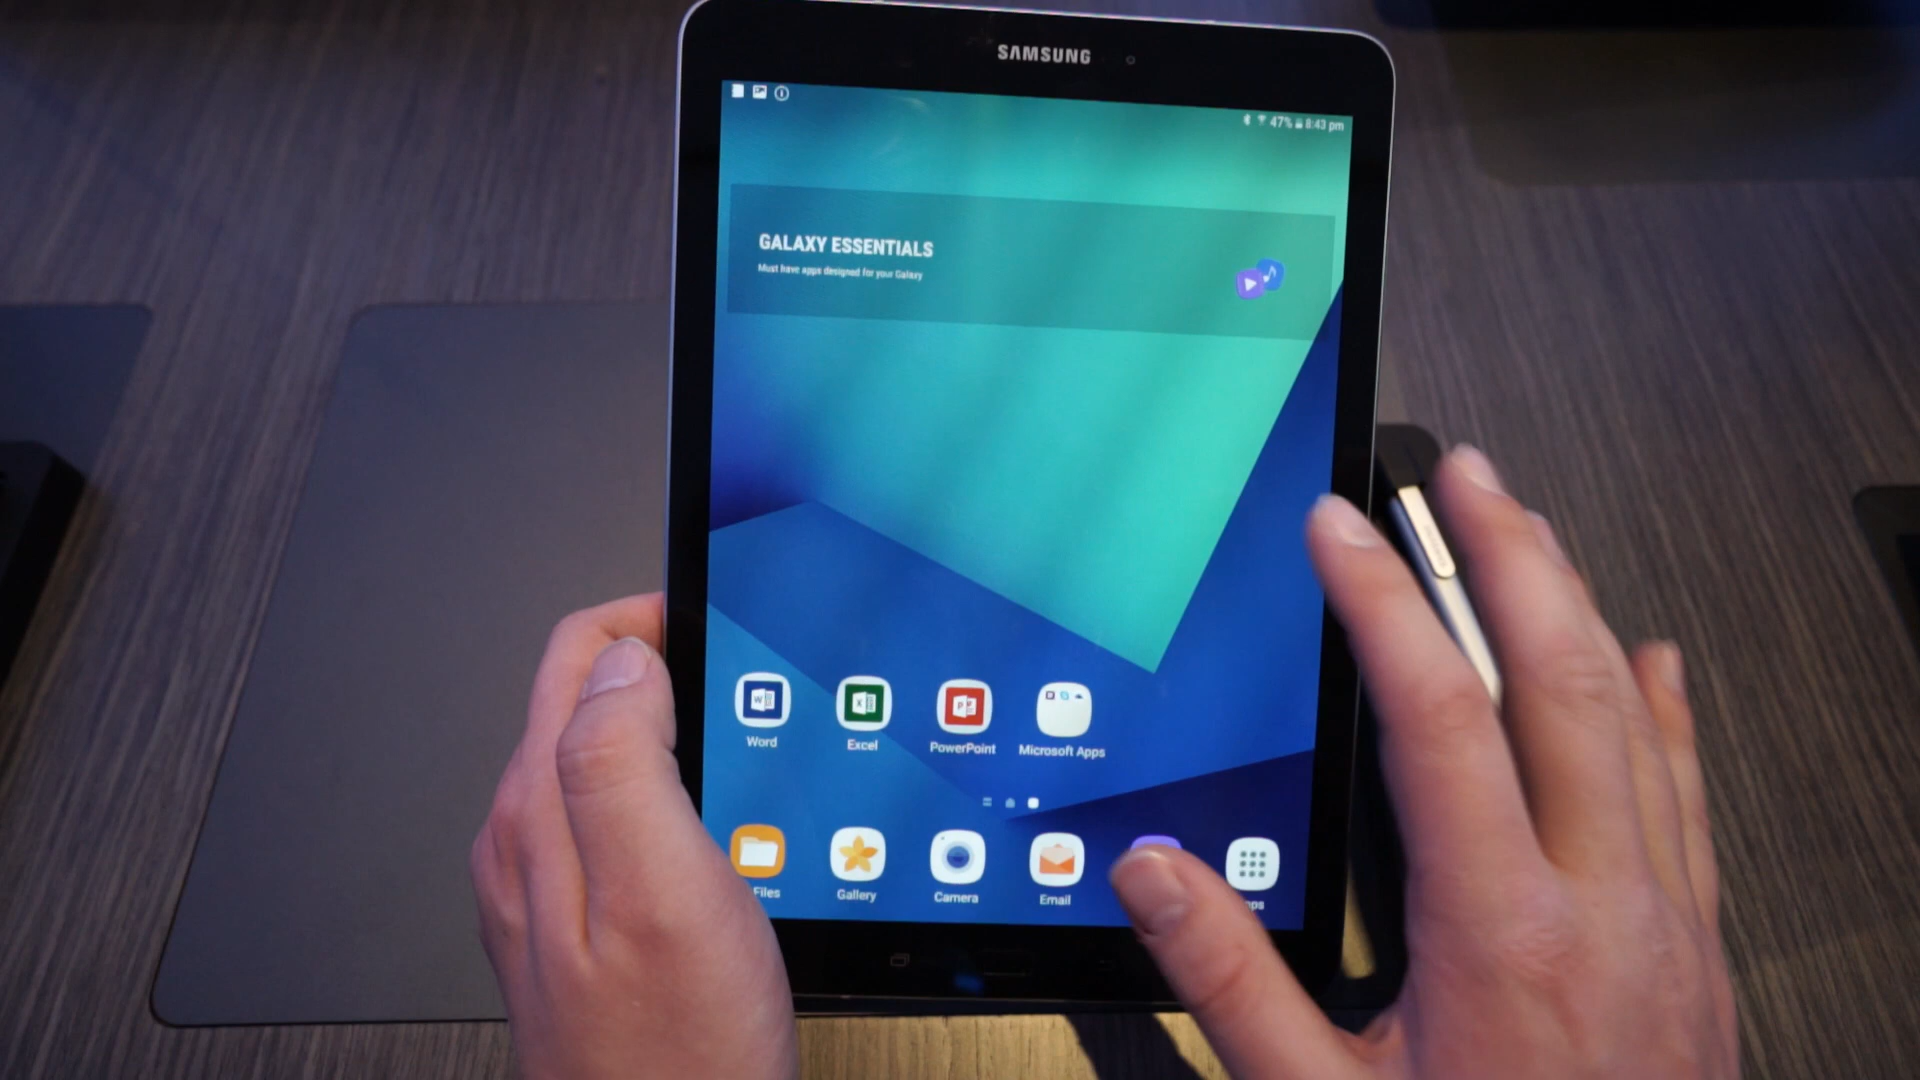 SAMSUNG
47% 8:43 pm
GALAXY ESSENTIALS
Must have apps designed for your Galaxy
Word
Excel
PowerPoint
Microsoft Apps
Files
Gallery
Camera
Email